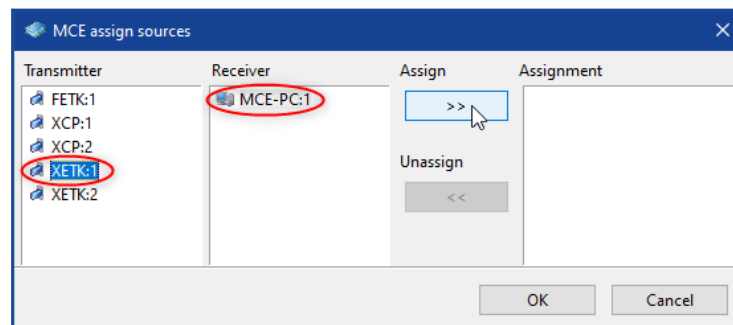 MCE assign sources
Transmitter
Receiver
Assign
Assignment
FETK:1
MCE-PC:1
>>
XCP:1
XCP:2
Unassign
XETK:1
<<
XETK:2
OK
Cancel